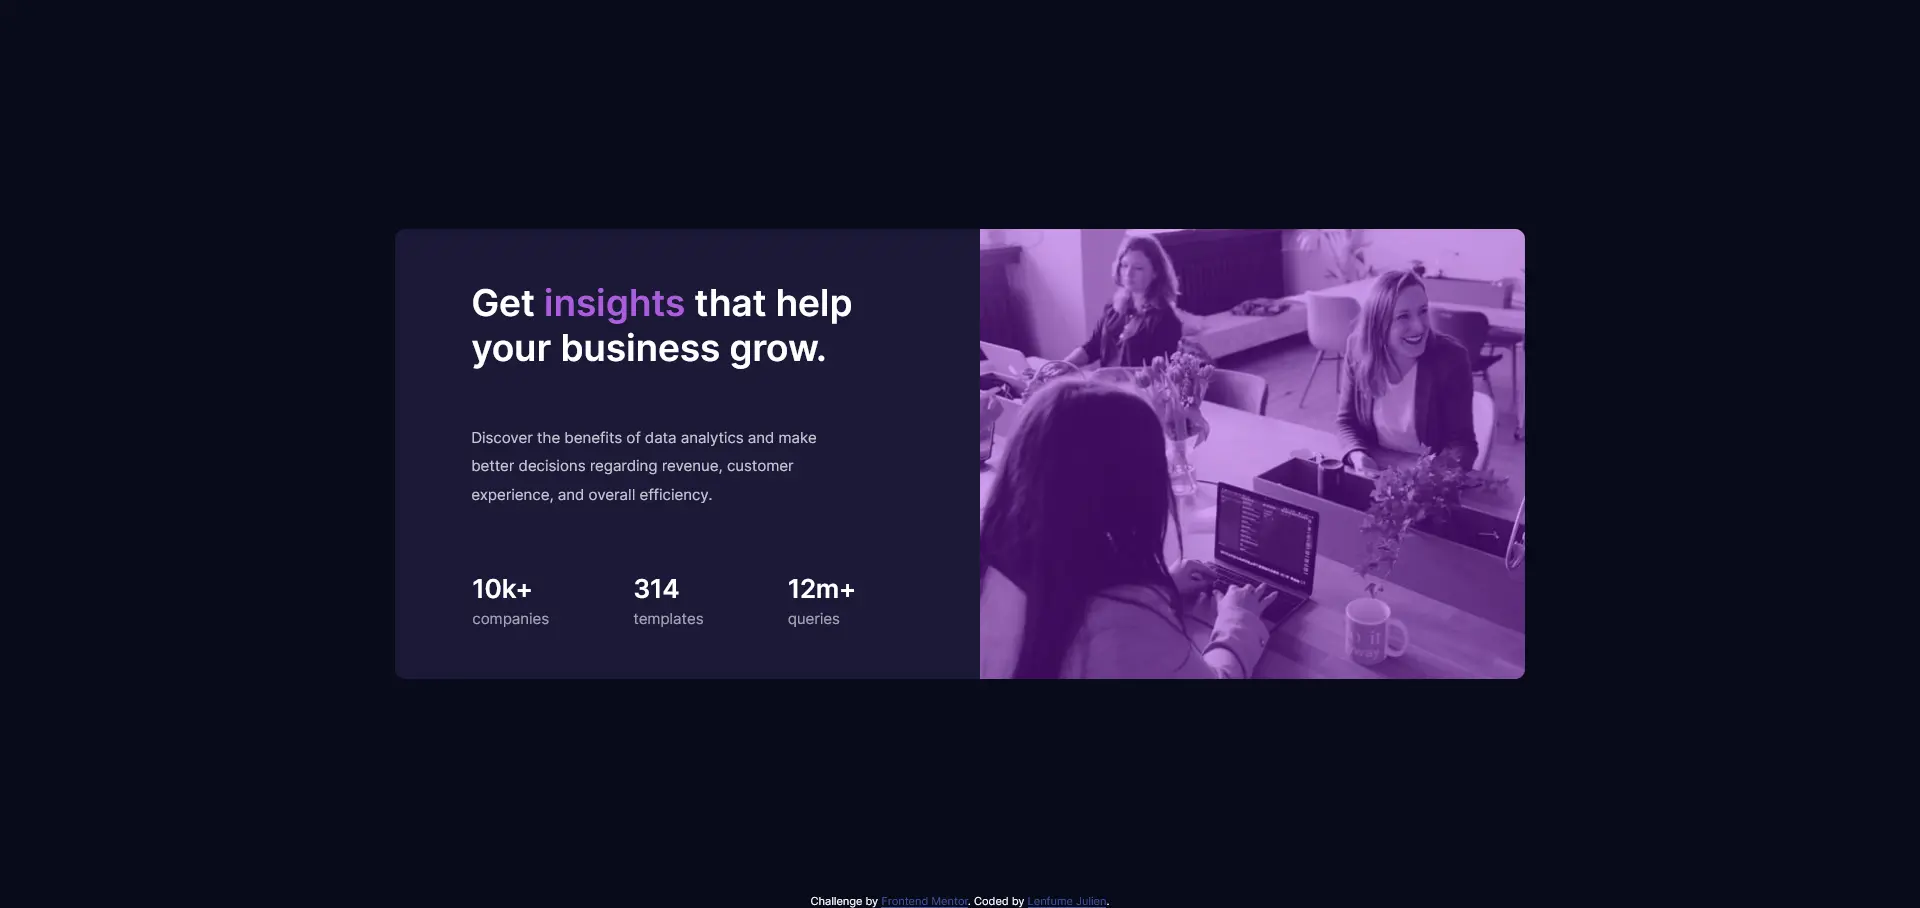 Get insights that help
your business grow.
Discover the benefits of data analytics and make
better decisions regarding revenue, customer
experience, and overall efficiency.
10k+ 314 12m+
companies templates queries
Challenge by Frontend Mentor. Coded by Lenfume Julien.